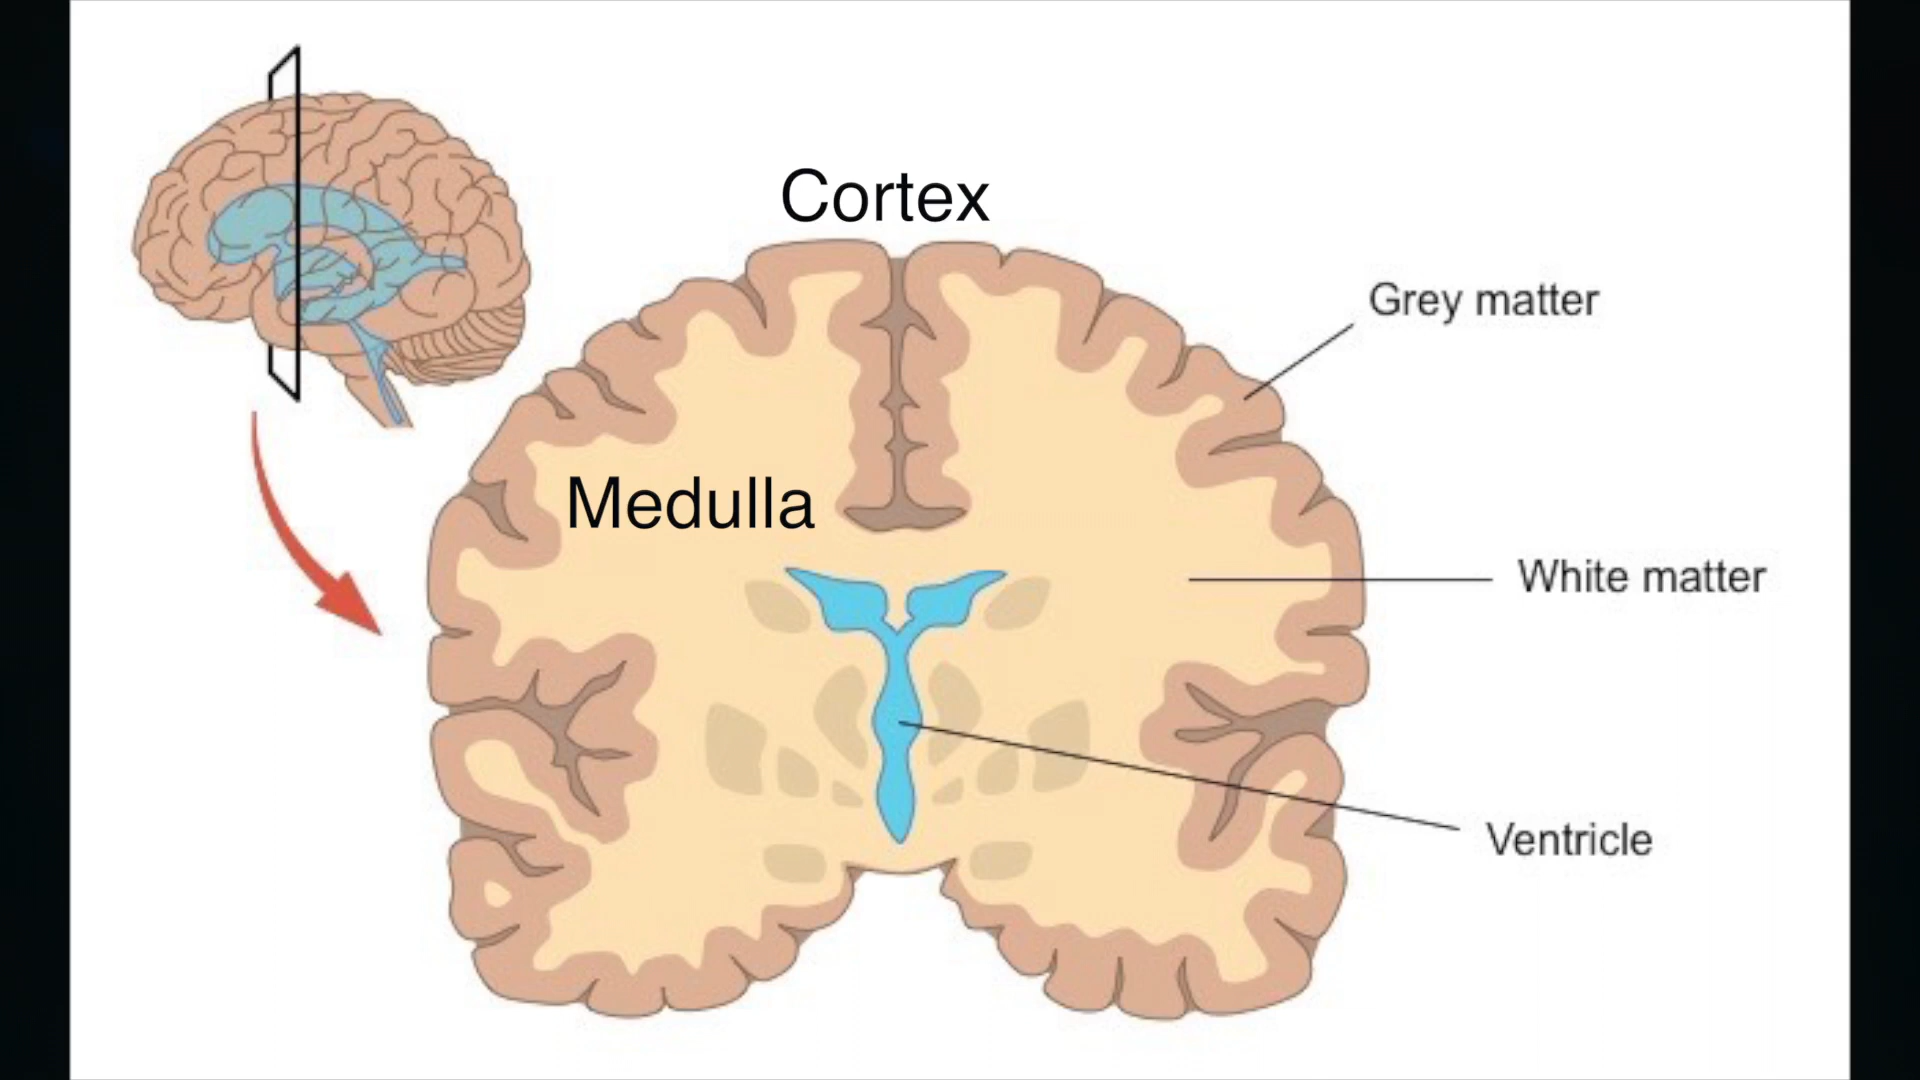 Cortex
Grey matter
Medulla
White matter
Ventricle